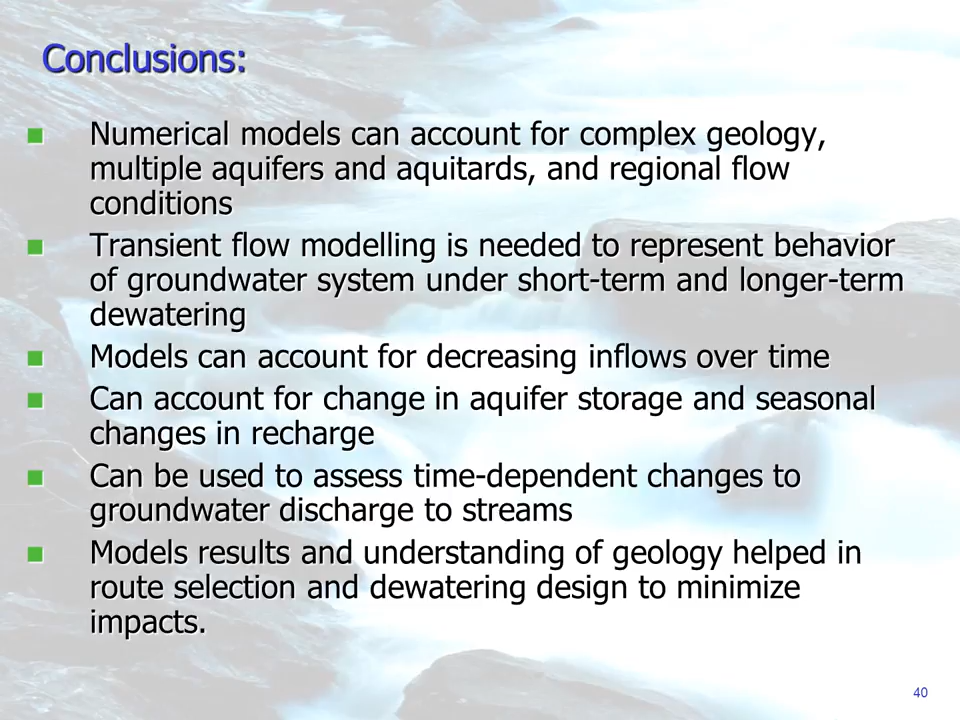 Conclusions:
Numerical models can account for complex geology,
multiple aquifers and aquitards, and regional flow
conditions
Transient flow modelling is needed to represent behavior
of groundwater system under short-term and longer-term
dewatering
Models can account for decreasing inflows over time
Can account for change in aquifer storage and seasonal
changes in recharge
Can be used to assess time-dependent changes to
groundwater discharge to streams
Models results and understanding of geology helped in
route selection and dewatering design to minimize
impacts.
40